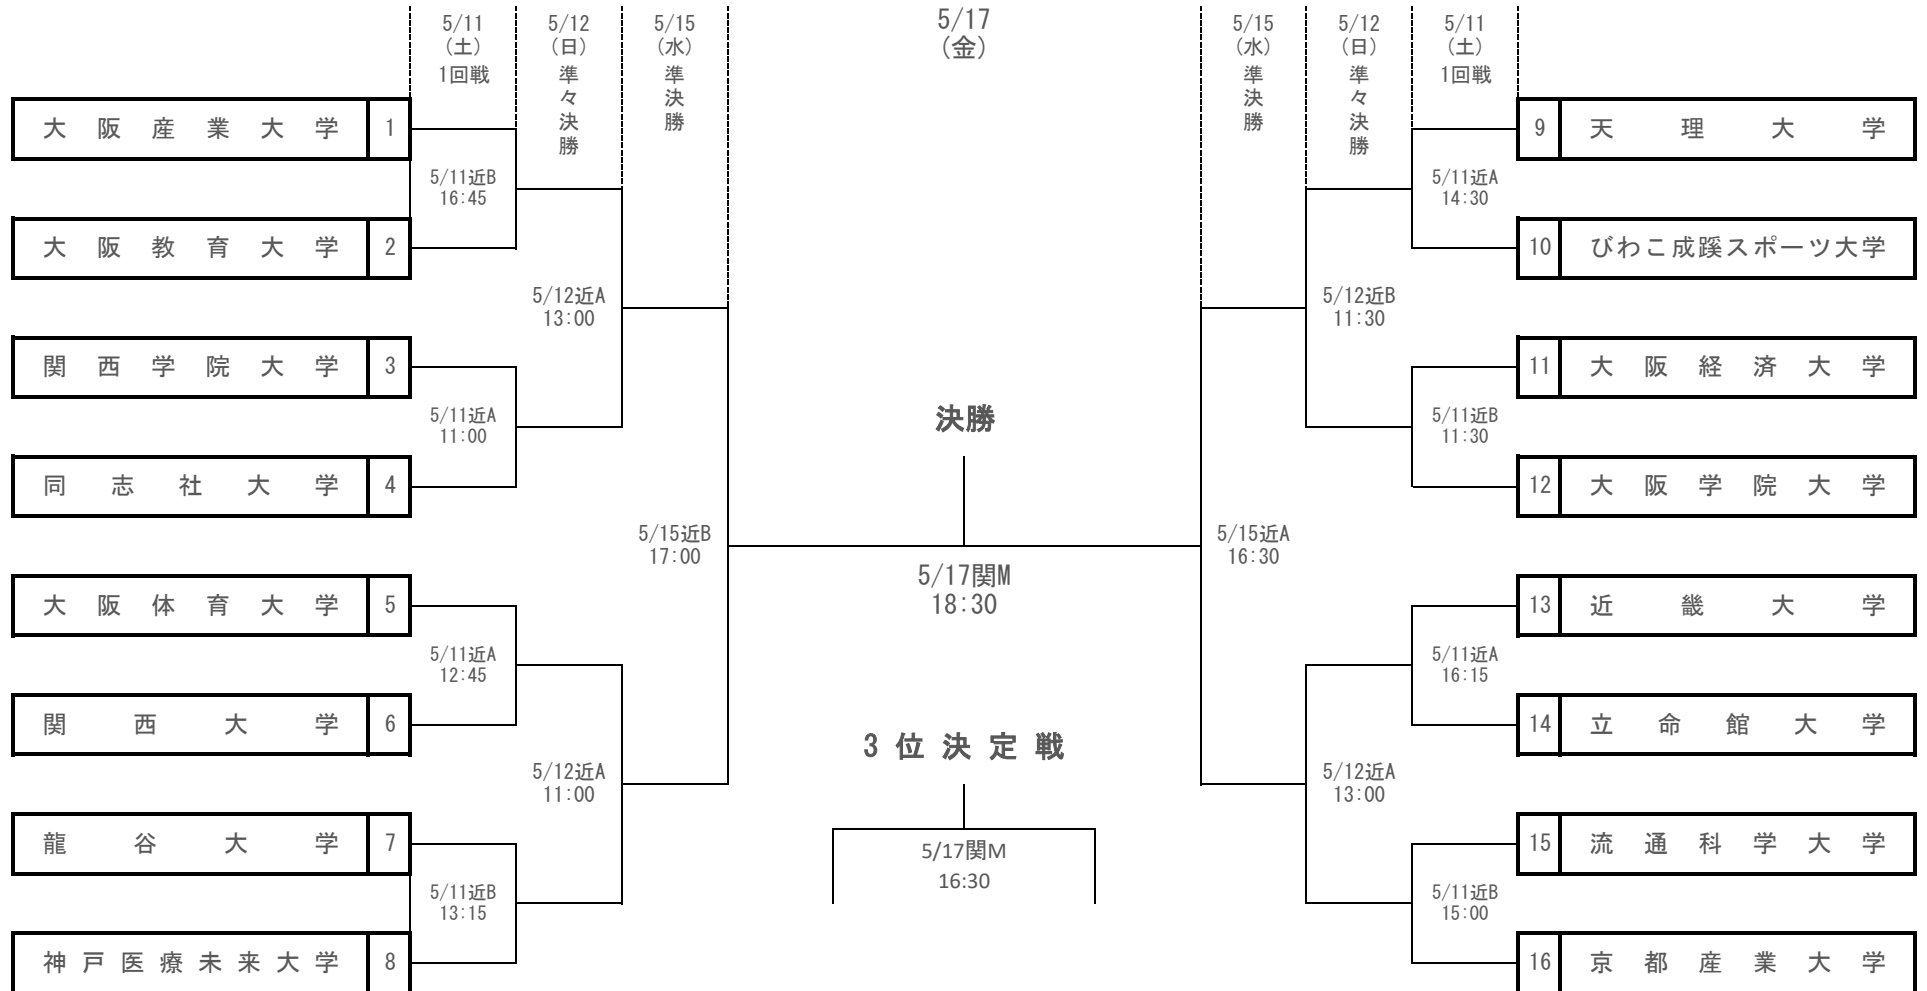 5/11
(土)
1回戦
5/12
(日)
準々決勝
5/15
(水)
準決勝
5/17
(金)
5/15
(水)
準決勝
5/12
(日)
準々決勝
5/11
(土)
1回戦
大阪産業大学 1
5/11近B
16:45
大阪教育大学 2
5/12近A
13:00
関西学院大学 3
5/11近A
11:00
同志社大学 4
5/15近B
17:00
大阪体育大学 5
5/11近A
12:45
関西大学 6
5/12近A
11:00
龍谷大学 7
5/11近B
13:15
神戸医療未来大学 8
決勝
5/17関M
18:30
3位決定戦
5/17関M
16:30
9 天理大学
5/11近A
14:30
10 びわこ成蹊スポーツ大学
5/12近B
11:30
11 大阪経済大学
5/11近B
11:30
12 大阪学院大学
5/15近A
16:30
13 近畿大学
5/11近A
16:15
14 立命館大学
5/12近A
13:00
15 流通科学大学
5/11近B
15:00
16 京都産業大学